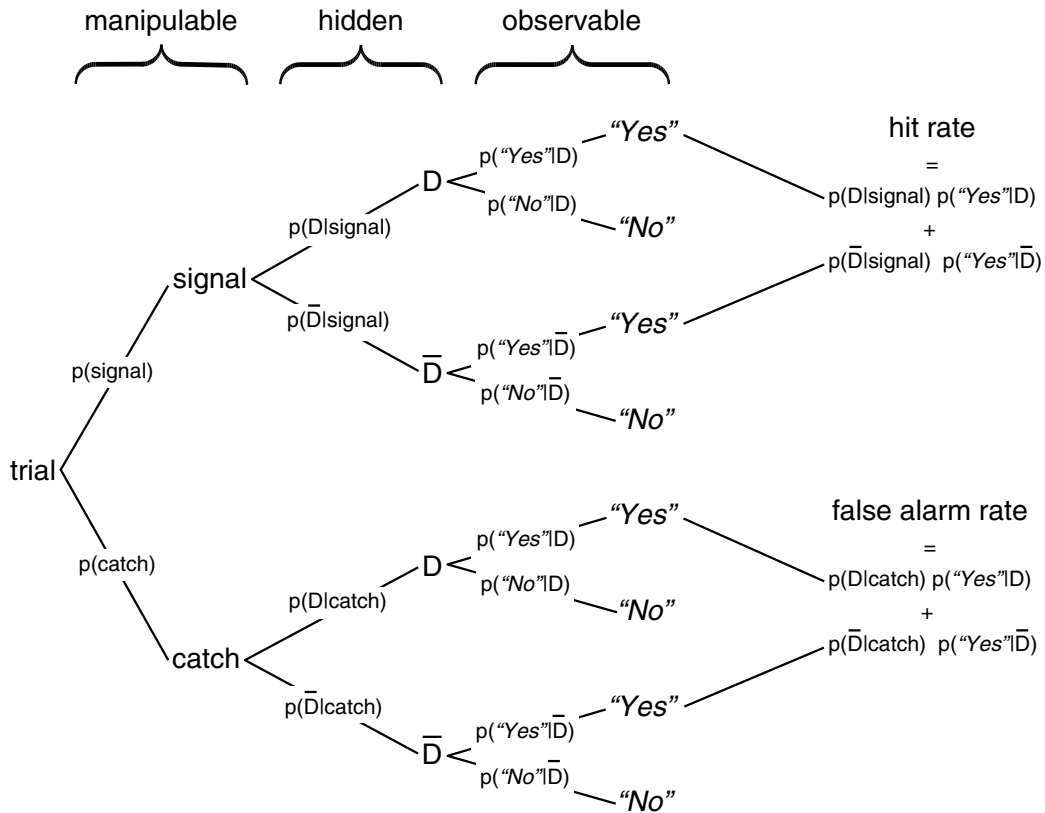 manipulable hidden observable
“Yes”
p(“Yes”|D)
D
p(“No”|D)
“No”
p(D|signal)
signal
p(D̅|signal)
“Yes”
p(“Yes”|D̅)
D̅
p(“No”|D̅)
“No”
p(signal)
trial
p(catch)
“Yes”
p(“Yes”|D)
D
p(“No”|D)
“No”
p(D|catch)
catch
p(D̅|catch)
“Yes”
p(“Yes”|D̅)
D̅
p(“No”|D̅)
“No”
hit rate
=
p(D|signal) p(“Yes”|D)
+
p(D̅|signal) p(“Yes”|D̅)
false alarm rate
=
p(D|catch) p(“Yes”|D)
+
p(D̅|catch) p(“Yes”|D̅)